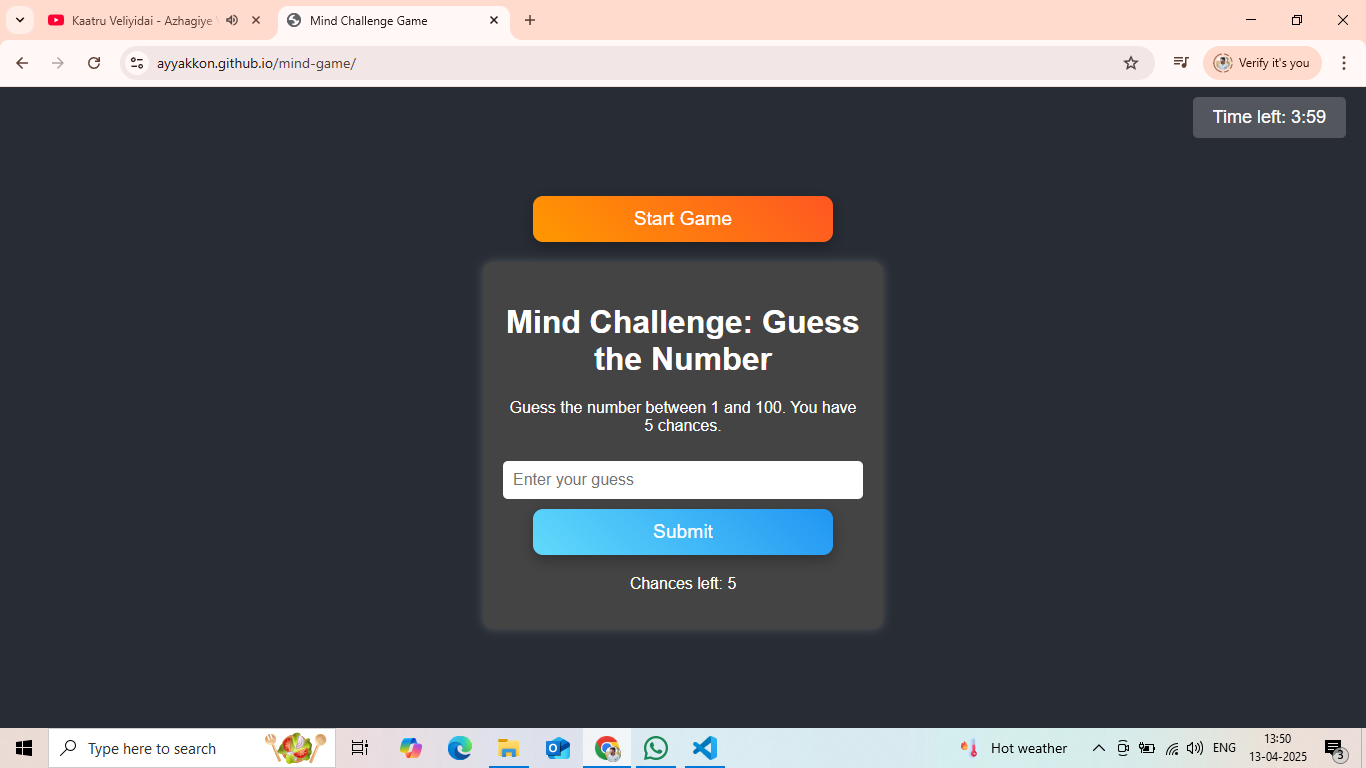 Kaatru Veliyidai - Azhagiye
Mind Challenge Game
ayyakkon.github.io/mind-game/
Verify it's you
Time left: 3:59
Start Game
Mind Challenge: Guess
the Number
Guess the number between 1 and 100. You have
5 chances.
Enter your guess
Submit
Chances left: 5
Type here to search
Hot weather
ENG
13:50
13-04-2025
3